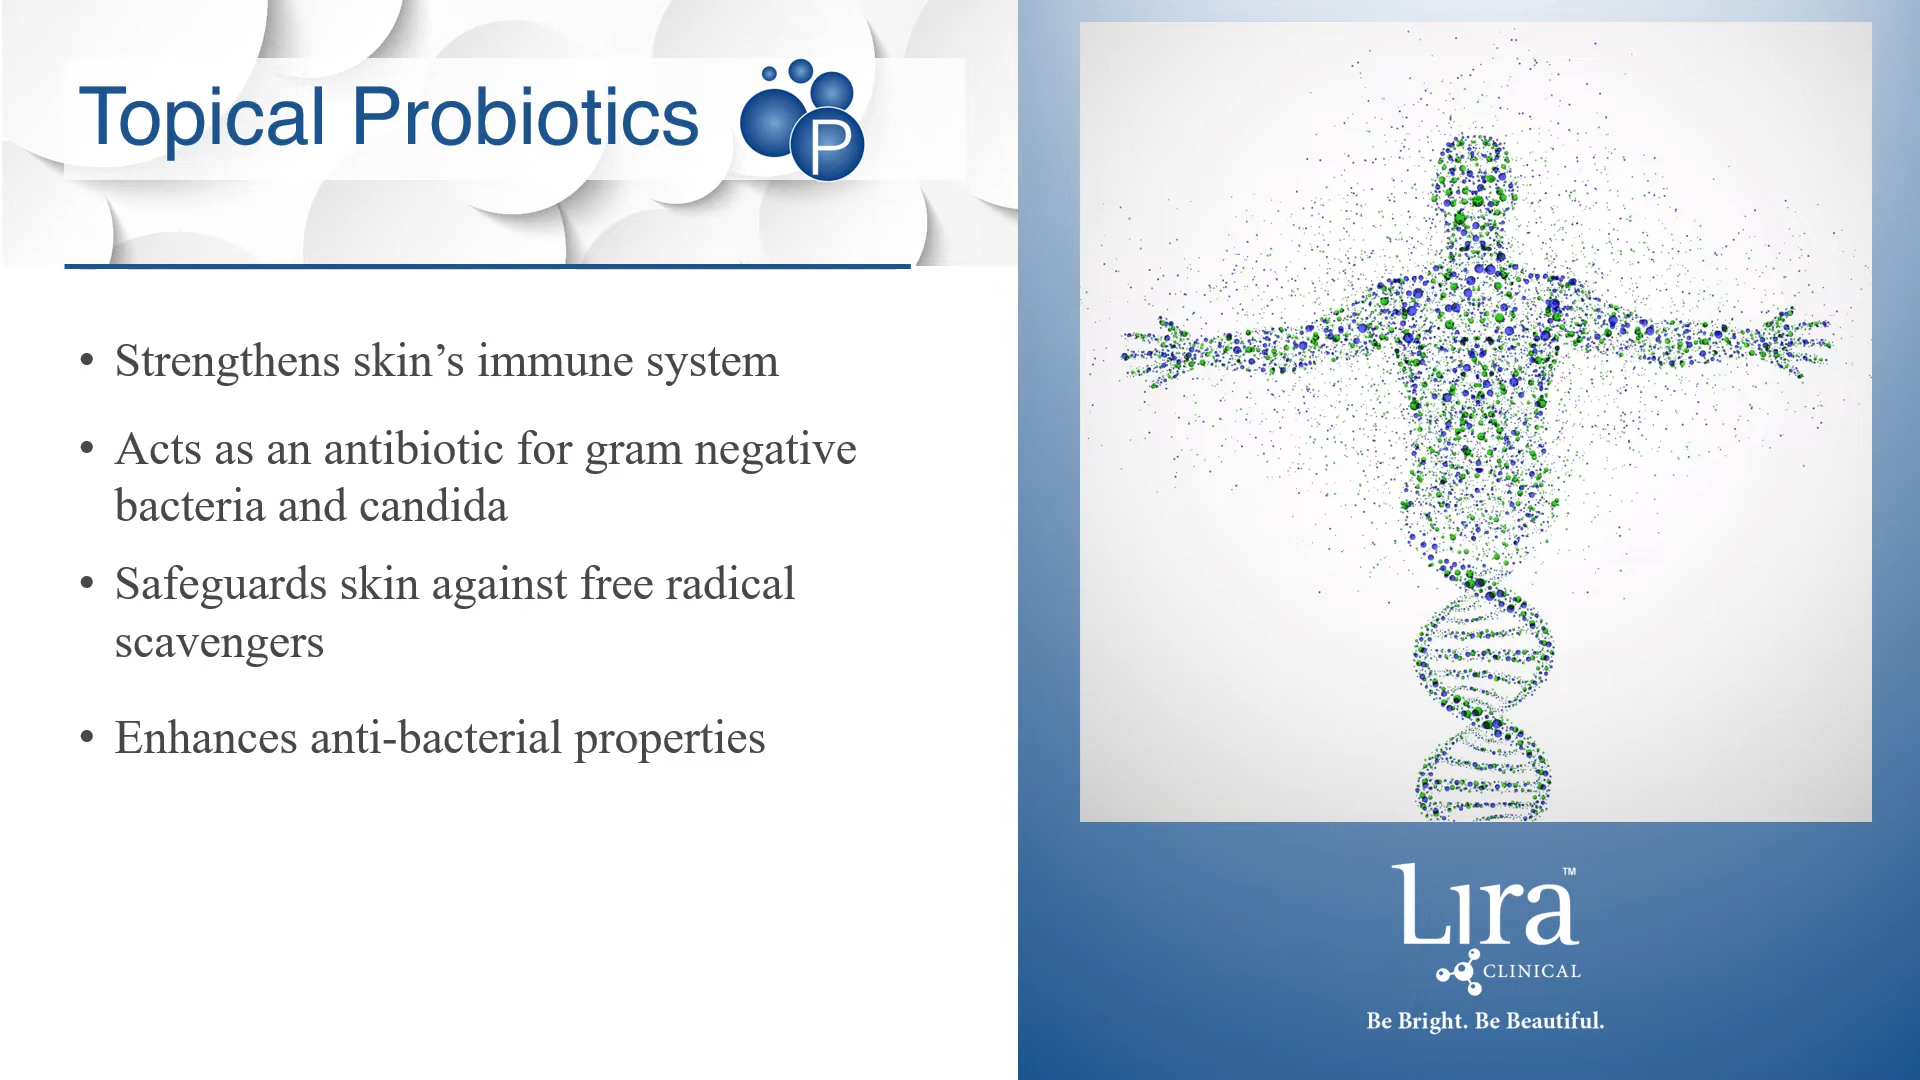 Topical Probiotics
P
• Strengthens skin’s immune system
• Acts as an antibiotic for gram negative
bacteria and candida
• Safeguards skin against free radical
scavengers
• Enhances anti-bacterial properties
Lira™
CLINICAL
Be Bright. Be Beautiful.